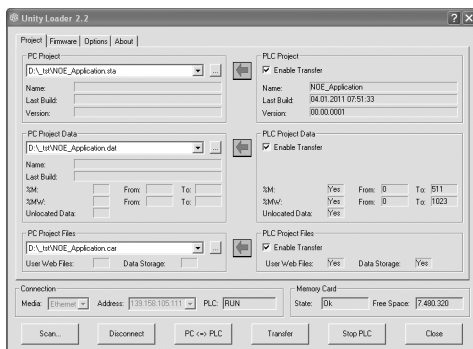 Unity Loader 2.2
Project Firmware Options About
PC Project
D:\_tst\NOE_Application.sta
...
Name:
Last Build:
Version:
PLC Project
Enable Transfer
Name: NOE_Application
Last Build: 04.01.2011 07:51:33
Version: 00.00.0001
PC Project Data
D:\_tst\NOE_Application.dat
...
Name:
Last Build:
%M: From: To:
%MW: From: To:
Unlocated Data:
PLC Project Data
Enable Transfer
%M: Yes From: 0 To: 511
%MW: Yes From: 0 To: 1023
Unlocated Data: Yes
PC Project Files
D:\_tst\NOE_Application.car
...
User Web Files: Data Storage:
PLC Project Files
Enable Transfer
User Web Files: Yes Data Storage: Yes
Connection
Media: Ethernet Address: 139.158.105.111 PLC: RUN
Memory Card
State: Ok Free Space: 7.480.320
Scan... Disconnect PC <=> PLC Transfer Stop PLC Close